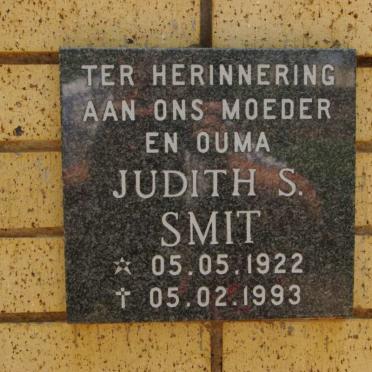 TER HERINNERING
AAN ONS MOEDER
EN OUMA
JUDITH S.
SMIT
☆ 05.05.1922
✝ 05.02.1993